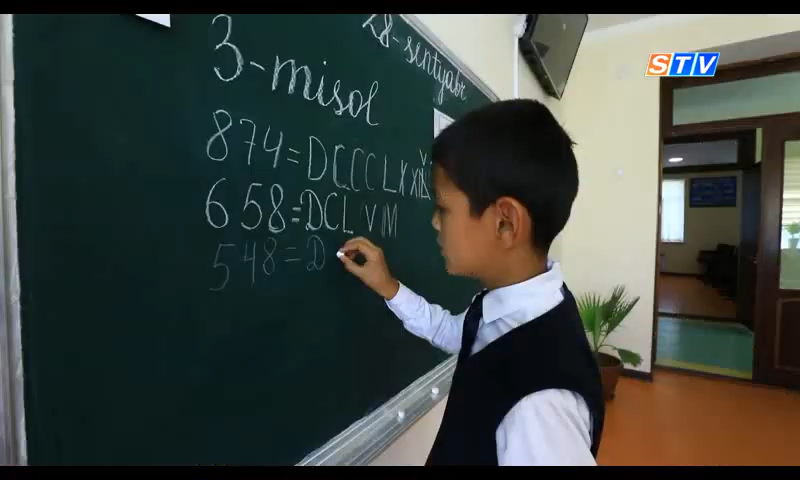 28-sentyabr
STV
3-misol
874=DCCCLXXIV
658=DCLVIII
548=D